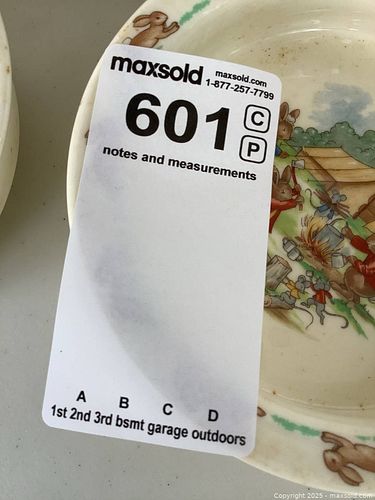 maxsold maxsold.com
1-877-257-7799
601 C
P
notes and measurements
A B C D
1st 2nd 3rd bsmt garage outdoors
Copyright © 2025 - maxsold.com